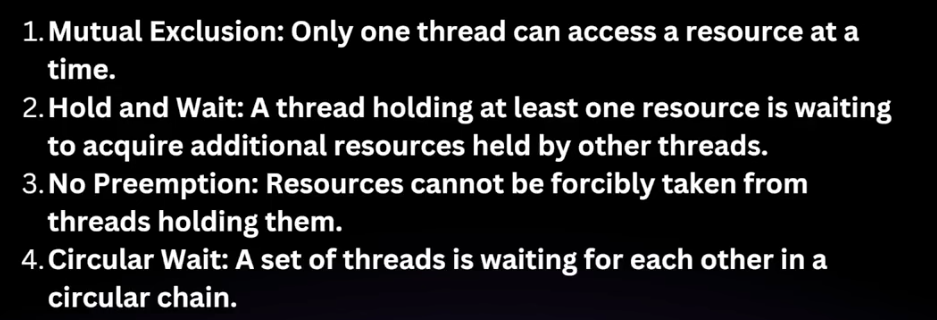 1. Mutual Exclusion: Only one thread can access a resource at a
time.
2. Hold and Wait: A thread holding at least one resource is waiting
to acquire additional resources held by other threads.
3. No Preemption: Resources cannot be forcibly taken from
threads holding them.
4. Circular Wait: A set of threads is waiting for each other in a
circular chain.